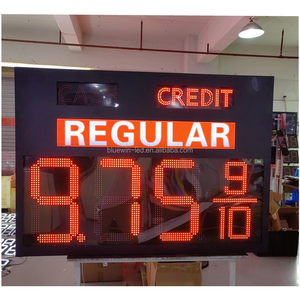 CREDIT
REGULAR
bluewin-led.en.alibaba.com
9.75 9/10